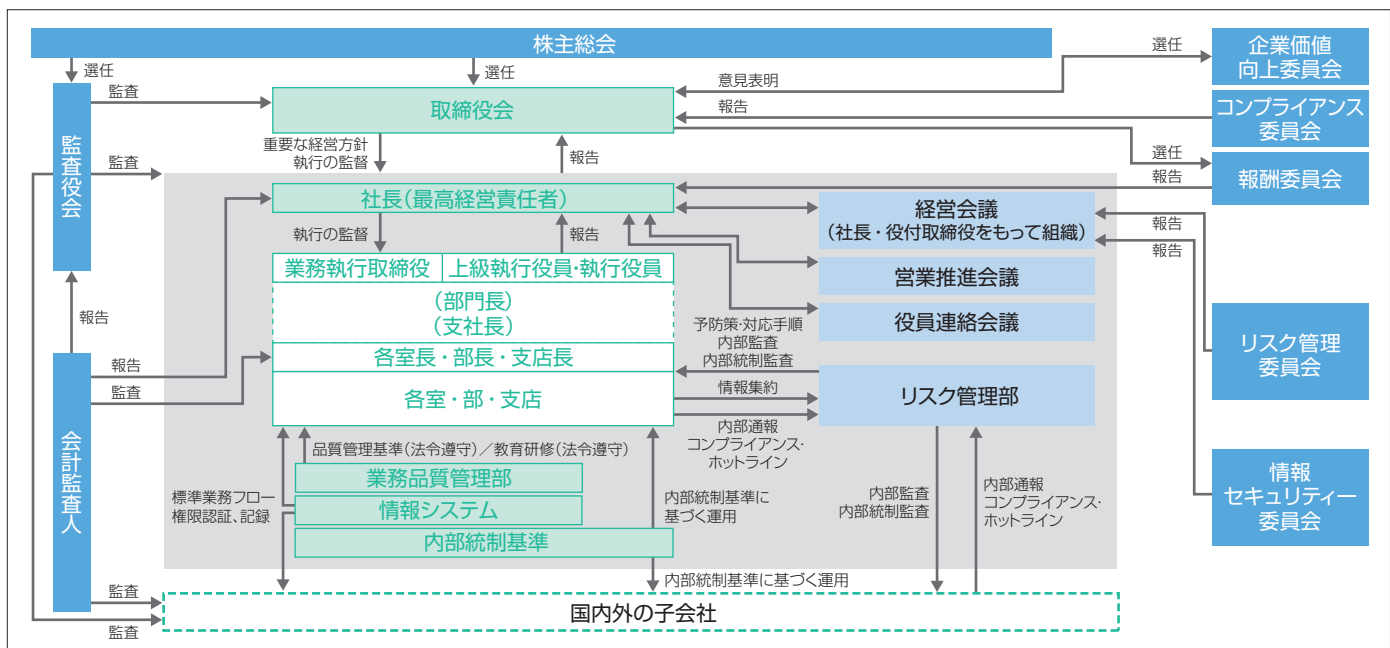 株主総会
選任
選任
選任
企業価値
向上委員会
監査
意見表明
取締役会
報告
コンプライアンス
委員会
監査役会
重要な経営方針
執行の監督
報告
監査
選任
報酬委員会
報告
社長(最高経営責任者)
経営会議
(社長・役付取締役をもって組織)
報告
報告
執行の監督
報告
業務執行取締役
上級執行役員・執行役員
営業推進会議
(部門長)
(支社長)
役員連絡会議
報告
予防策・対応手順
内部監査
内部統制監査
リスク管理
委員会
会計監査人
報告
監査
各室長・部長・支店長
各室・部・支店
情報集約
リスク管理部
内部通報
コンプライアンス・
ホットライン
品質管理基準(法令遵守)/教育研修(法令遵守)
業務品質管理部
標準業務フロー
権限認証、記録
情報システム
内部統制基準に
基づく運用
内部監査
内部統制監査
内部通報
コンプライアンス・
ホットライン
情報
セキュリティー
委員会
内部統制基準
内部統制基準に基づく運用
監査
国内外の子会社
監査